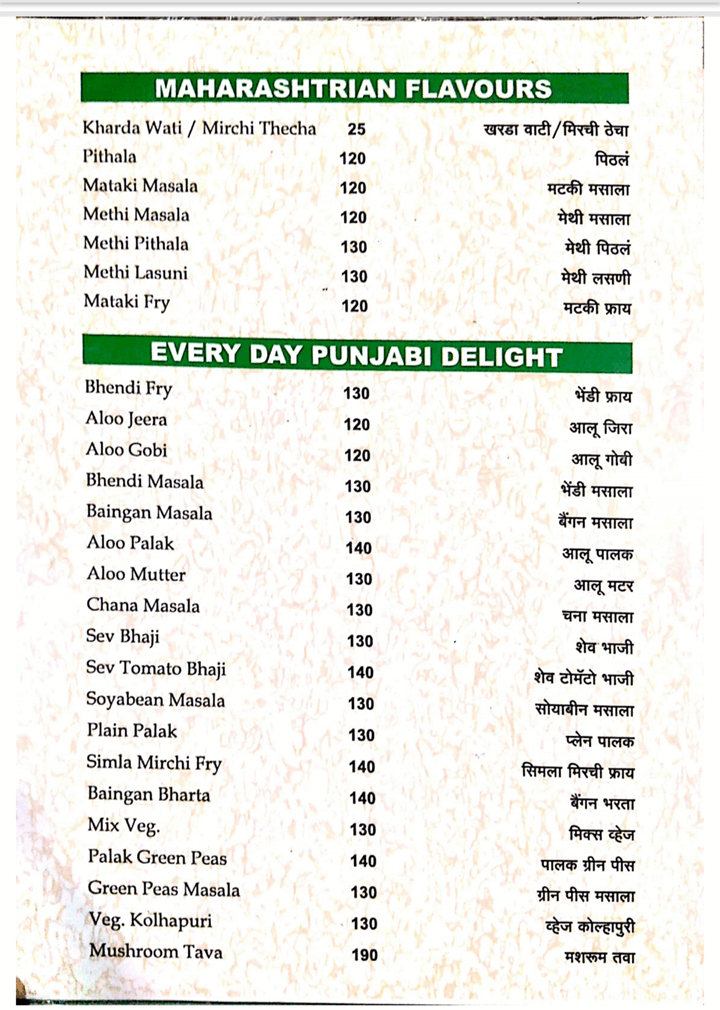 MAHARASHTRIAN FLAVOURS
Kharda Wati / Mirchi Thecha 25 खरडा वाटी/मिरची ठेचा
Pithala 120 पिठलं
Mataki Masala 120 मटकी मसाला
Methi Masala 120 मेथी मसाला
Methi Pithala 130 मेथी पिठलं
Methi Lasuni 130 मेथी लसणी
Mataki Fry 120 मटकी फ्राय
EVERY DAY PUNJABI DELIGHT
Bhendi Fry 130 भेंडी फ्राय
Aloo Jeera 120 आलू जिरा
Aloo Gobi 120 आलू गोबी
Bhendi Masala 130 भेंडी मसाला
Baingan Masala 130 बैंगन मसाला
Aloo Palak 140 आलू पालक
Aloo Mutter 130 आलू मटर
Chana Masala 130 चना मसाला
Sev Bhaji 130 शेव भाजी
Sev Tomato Bhaji 140 शेव टोमॅटो भाजी
Soyabean Masala 130 सोयाबीन मसाला
Plain Palak 130 प्लेन पालक
Simla Mirchi Fry 140 सिमला मिरची फ्राय
Baingan Bharta 140 बैंगन भरता
Mix Veg. 130 मिक्स व्हेज
Palak Green Peas 140 पालक ग्रीन पीस
Green Peas Masala 130 ग्रीन पीस मसाला
Veg. Kolhapuri 130 व्हेज कोल्हापुरी
Mushroom Tava 190 मशरूम तवा